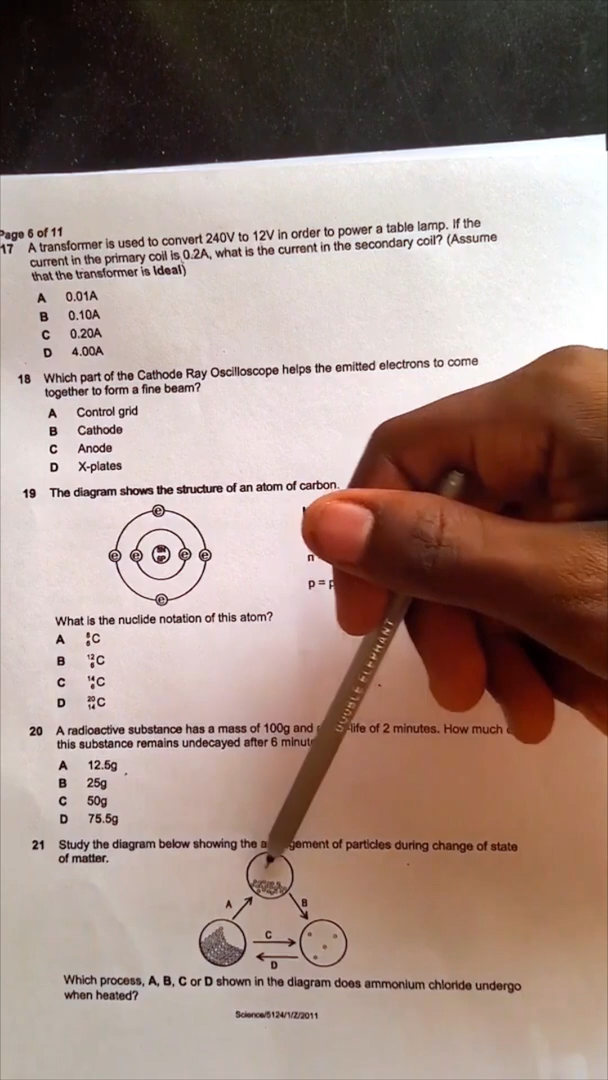 Page 6 of 11
17 A transformer is used to convert 240V to 12V in order to power a table lamp. If the
current in the primary coil is 0.2A, what is the current in the secondary coil? (Assume
that the transformer is Ideal)
A 0.01A
B 0.10A
C 0.20A
D 4.00A
18 Which part of the Cathode Ray Oscilloscope helps the emitted electrons to come
together to form a fine beam?
A Control grid
B Cathode
C Anode
D X-plates
19 The diagram shows the structure of an atom of carbon.
e
e e e e
n
p =
e
What is the nuclide notation of this atom?
A C
B 12 6 C
C 14 6 C
D 20 14 C
20 A radioactive substance has a mass of 100g and life of 2 minutes. How much
this substance remains undecayed after 6
A 12.5g
B 25g
C 50g
D 75.5g
21 Study the diagram below showing the of particles during change of state
of matter.
A B
C
D
Which process, A, B, C or D shown in the diagram does ammonium chloride undergo
when heated?
Science/5124/1/Z/2011
DOUBLE ELEPHANT